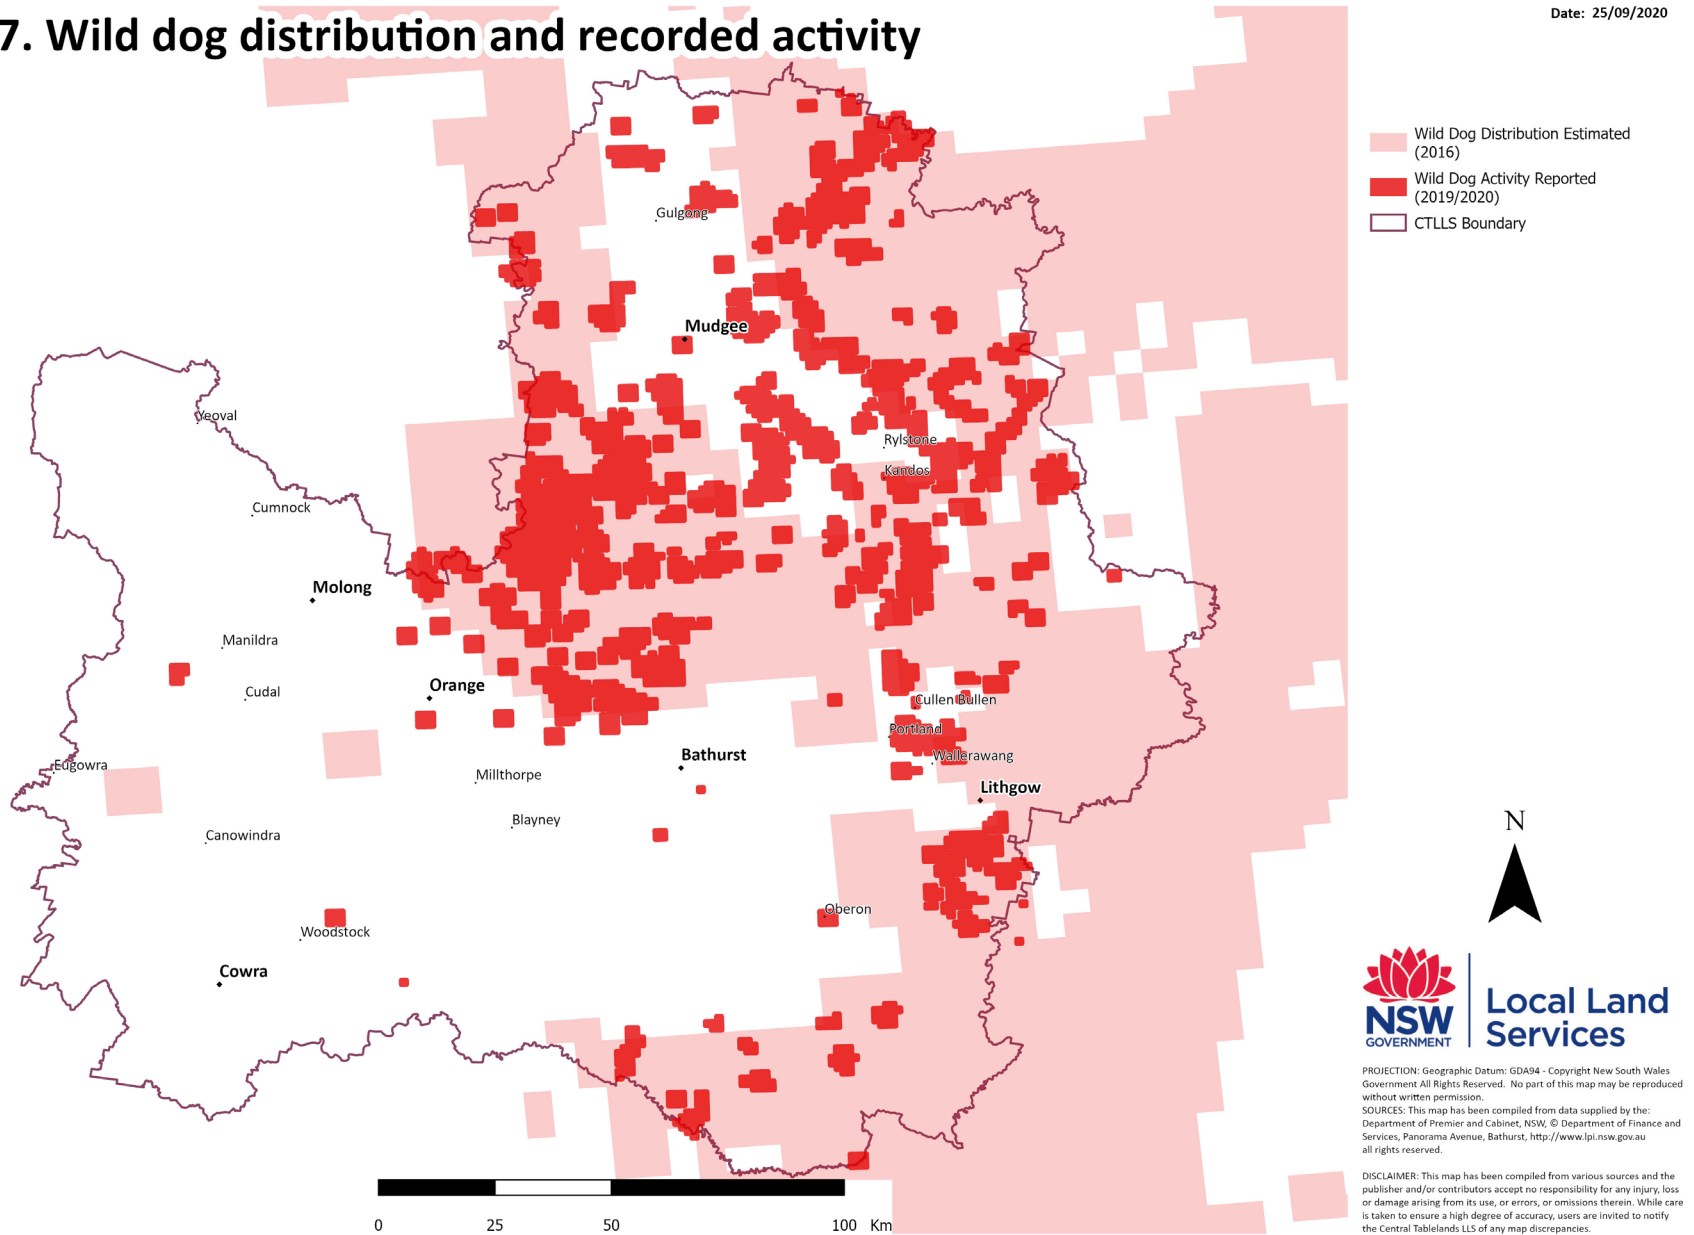 Date: 25/09/2020
7. Wild dog distribution and recorded activity
Wild Dog Distribution Estimated
(2016)
Wild Dog Activity Reported
(2019/2020)
CTLLS Boundary
Gulgong
Mudgee
Yeoval
Rylstone
Kandos
Cumnock
Molong
Manildra
Orange
Cudal
Cullen Bullen
Portland
Bathurst
Wallerawang
Eugowra
Millthorpe
Lithgow
Blayney
Canowindra
Oberon
Woodstock
Cowra
N
NSW
GOVERNMENT
Local Land
Services
PROJECTION: Geographic Datum: GDA94 - Copyright New South Wales
Government All Rights Reserved. No part of this map may be reproduced
without written permission.
SOURCES: This map has been compiled from data supplied by the:
Department of Premier and Cabinet, NSW, © Department of Finance and
Services, Panorama Avenue, Bathurst, http://www.lpi.nsw.gov.au
all rights reserved.
DISCLAIMER: This map has been compiled from various sources and the
publisher and/or contributors accept no responsibility for any injury, loss
or damage arising from its use, or errors, or omissions therein. While care
is taken to ensure a high degree of accuracy, users are invited to notify
the Central Tablelands LLS of any map discrepancies.
0 25 50 100 Km